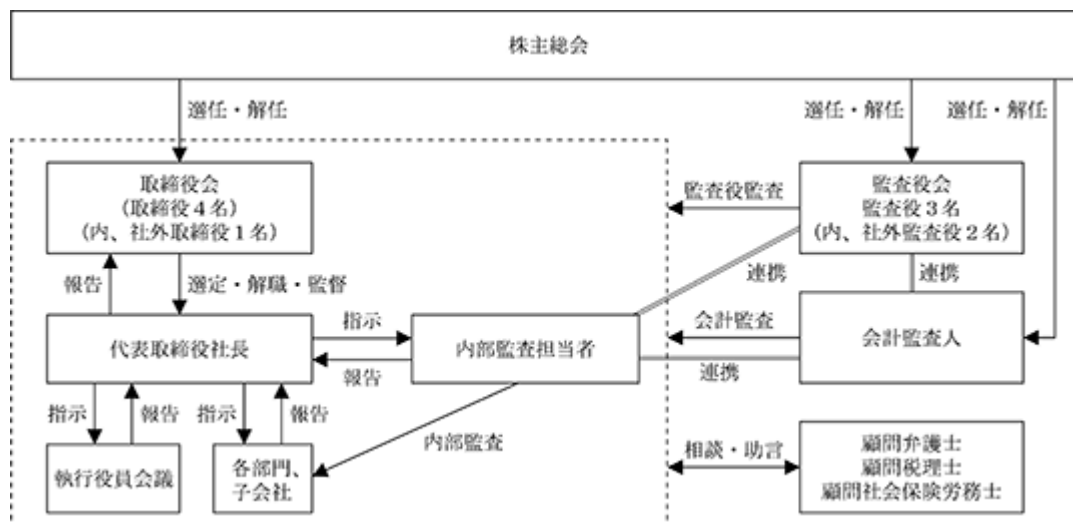 株主総会
選任・解任
選任・解任
選任・解任
取締役会
（取締役４名）
（内、社外取締役１名）
監査役監査
監査役会
監査役３名
（内、社外監査役２名）
報告
選定・解職・監督
連携
連携
代表取締役社長
指示
報告
内部監査担当者
会計監査
連携
会計監査人
指示
報告
指示
報告
内部監査
執行役員会議
各部門、
子会社
相談・助言
顧問弁護士
顧問税理士
顧問社会保険労務士